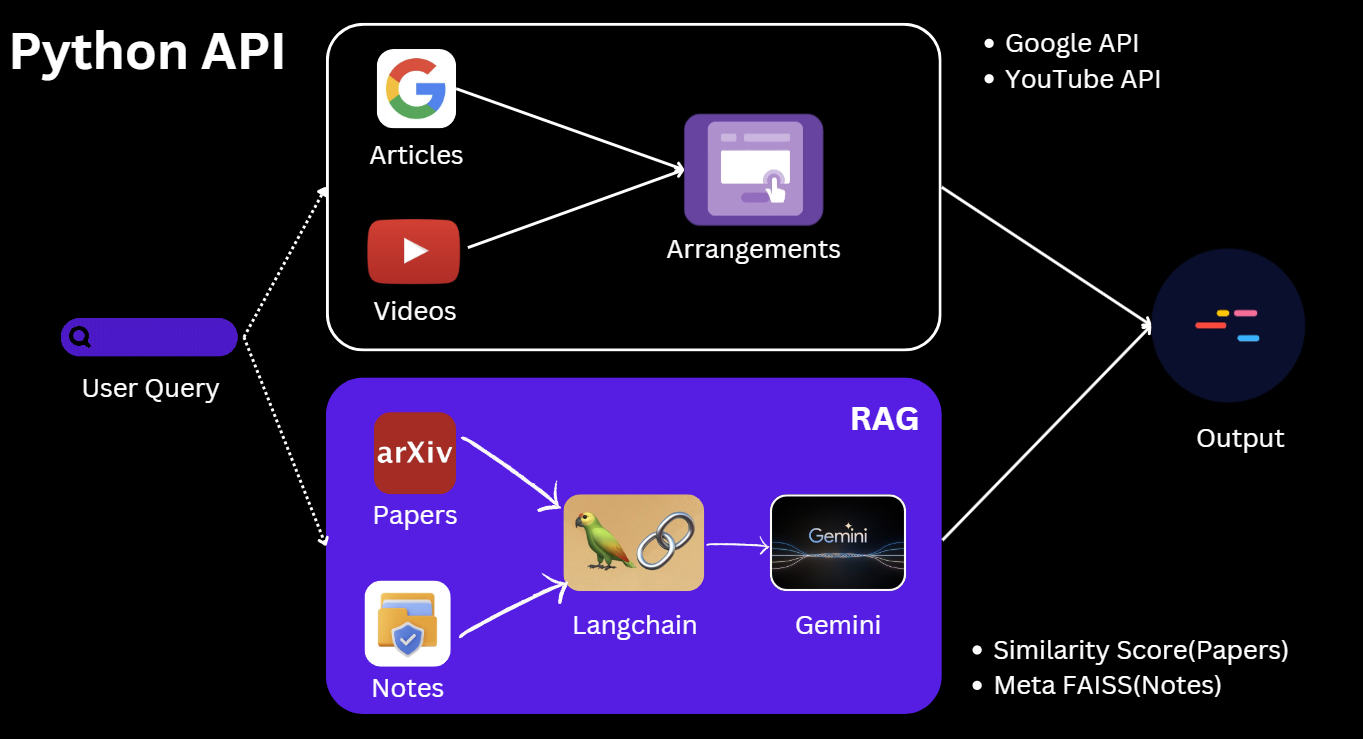 Python API
Articles
Videos
Arrangements
• Google API
• YouTube API
User Query
RAG
arXiv
Papers
Notes
Langchain
Gemini
Gemini
Output
• Similarity Score(Papers)
• Meta FAISS(Notes)